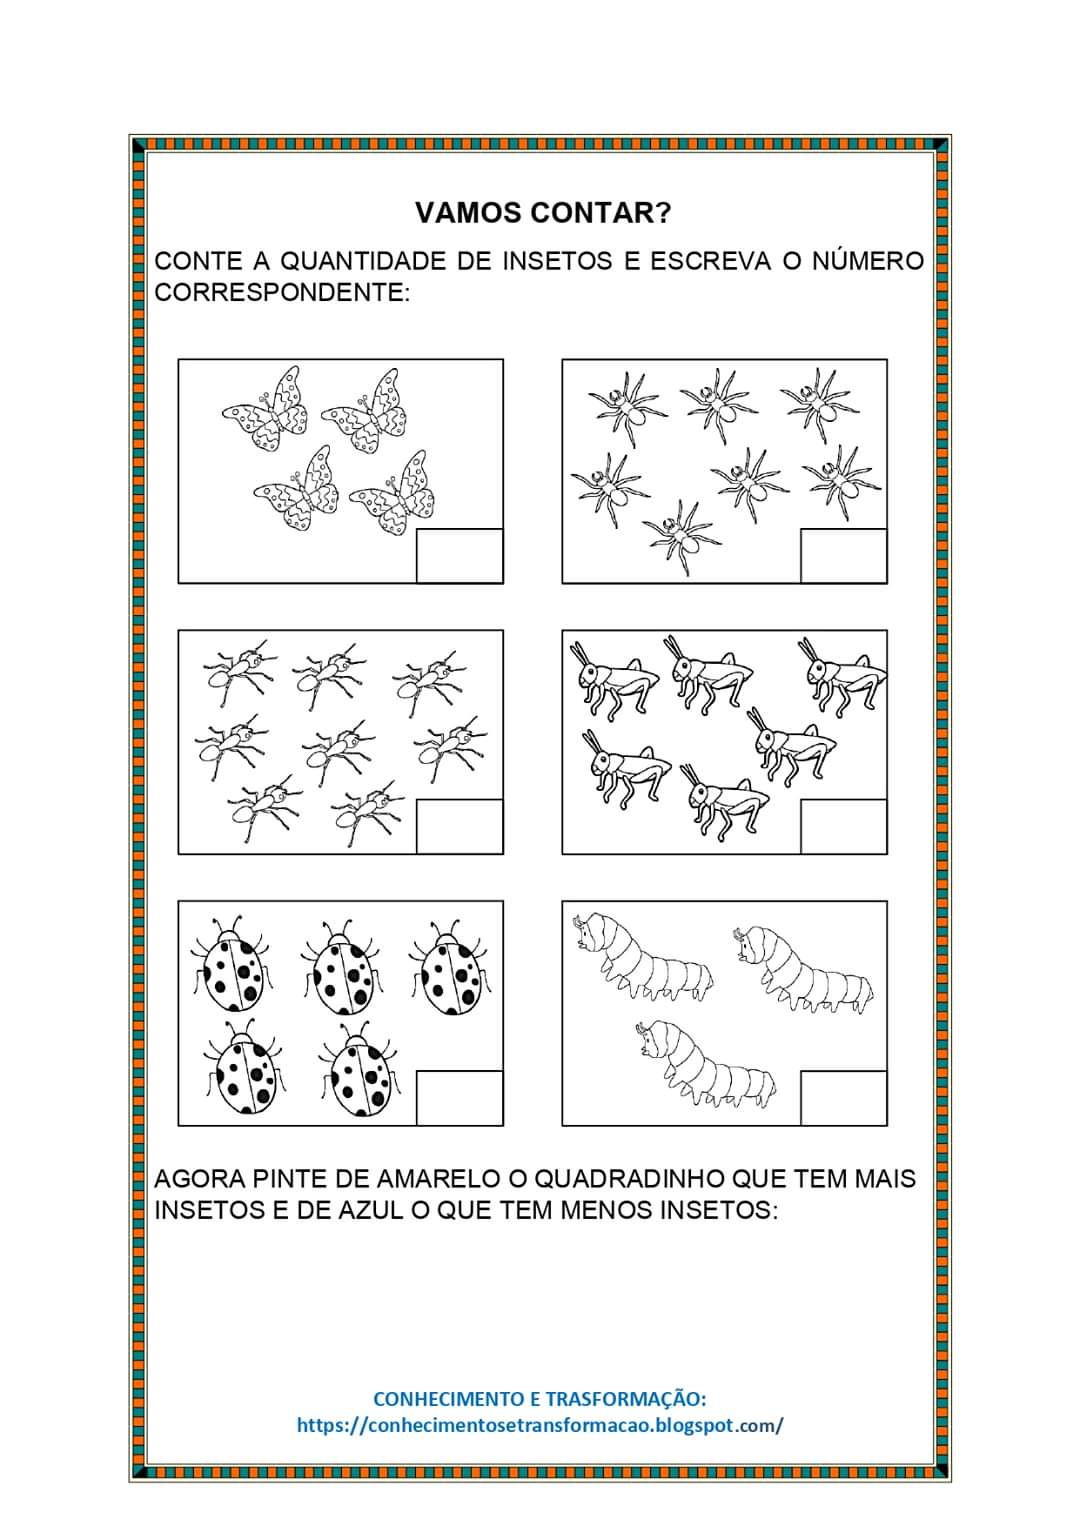 VAMOS CONTAR?
CONTE A QUANTIDADE DE INSETOS E ESCREVA O NÚMERO
CORRESPONDENTE:
AGORA PINTE DE AMARELO O QUADRADINHO QUE TEM MAIS
INSETOS E DE AZUL O QUE TEM MENOS INSETOS:
CONHECIMENTO E TRASFORMAÇÃO:
https://conhecimentosetransformacao.blogspot.com/